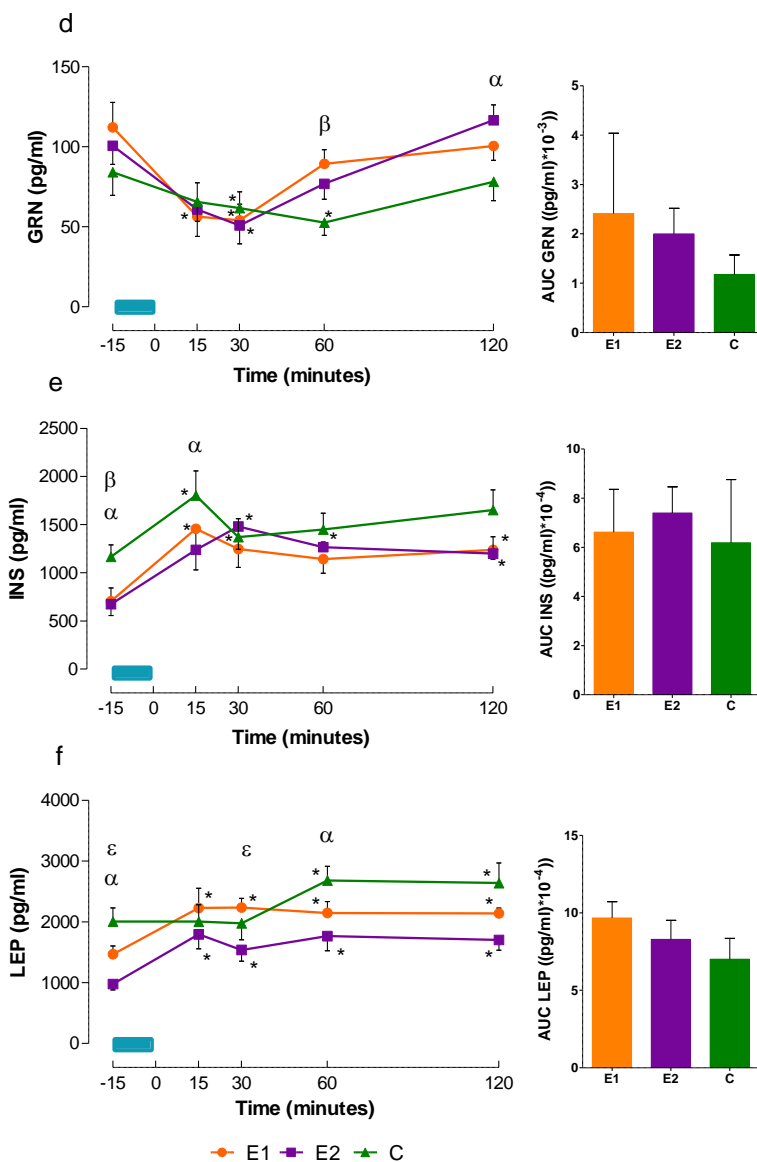 d
150
100
50
0
GRN (pg/ml)
β
α
*
*
*
*
*
-15 0 15 30 60 120
Time (minutes)
5
4
3
2
1
0
AUC GRN ((pg/ml)*10-3))
E1 E2 C
e
2500
2000
1500
1000
500
0
INS (pg/ml)
β
α
α
*
*
*
*
*
*
*
-15 0 15 30 60 120
Time (minutes)
10
8
6
4
2
0
AUC INS ((pg/ml)*10-4))
E1 E2 C
f
4000
3000
2000
1000
0
LEP (pg/ml)
ε
α
ε
α
*
*
*
*
*
*
*
*
*
*
-15 0 15 30 60 120
Time (minutes)
15
10
5
0
AUC LEP ((pg/ml)*10-4))
E1 E2 C
E1 E2 C